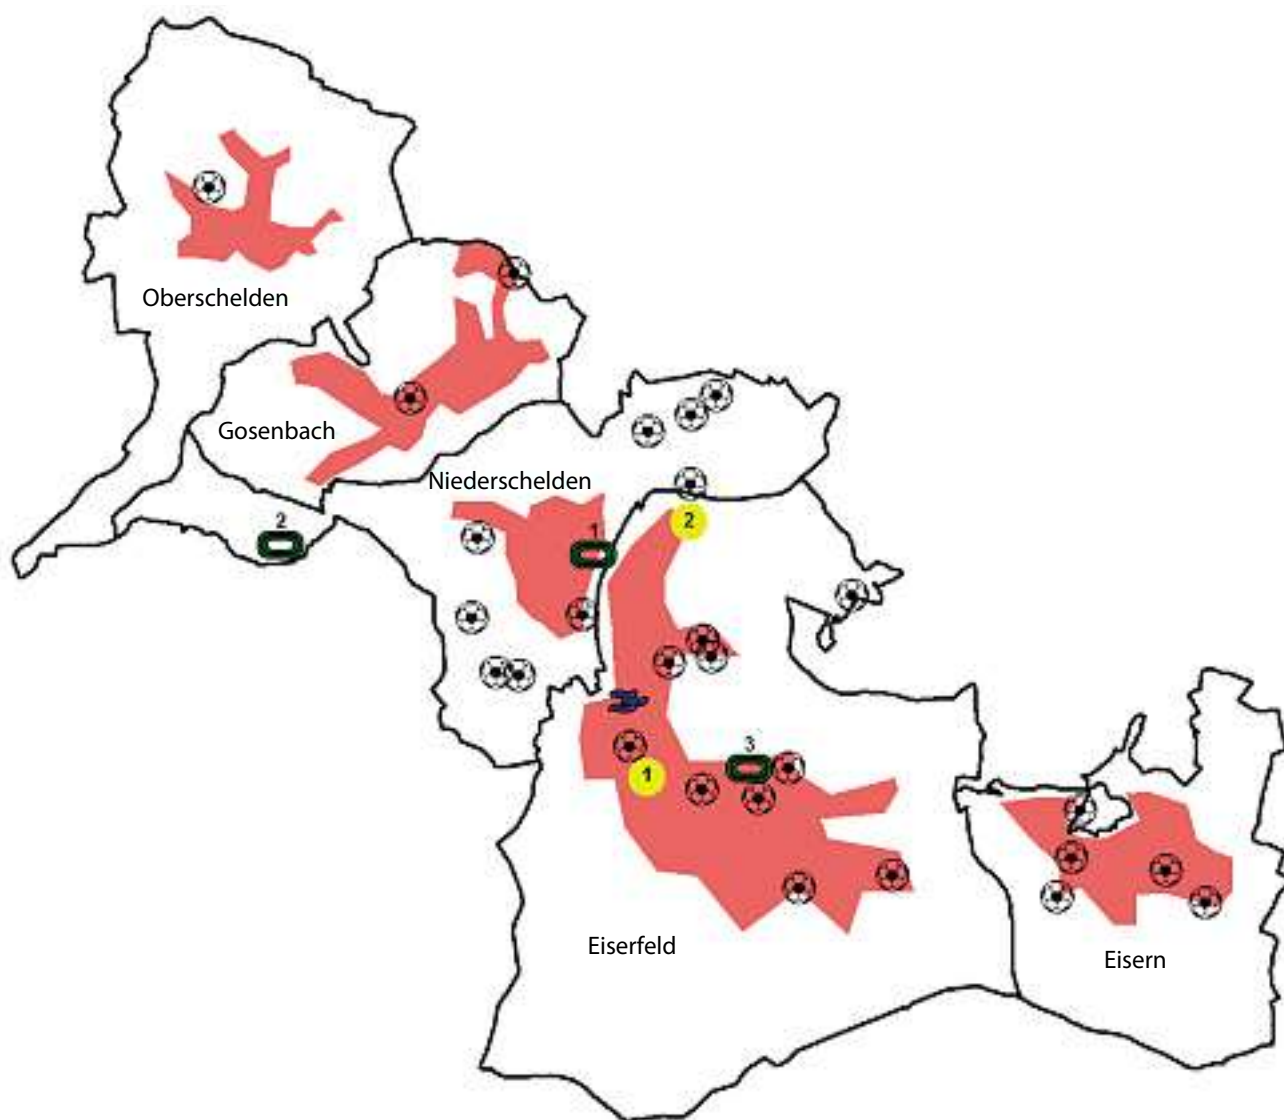 Oberschelden
Gosenbach
Niederschelden
2
1
2
1
3
Eiserfeld
Eisern